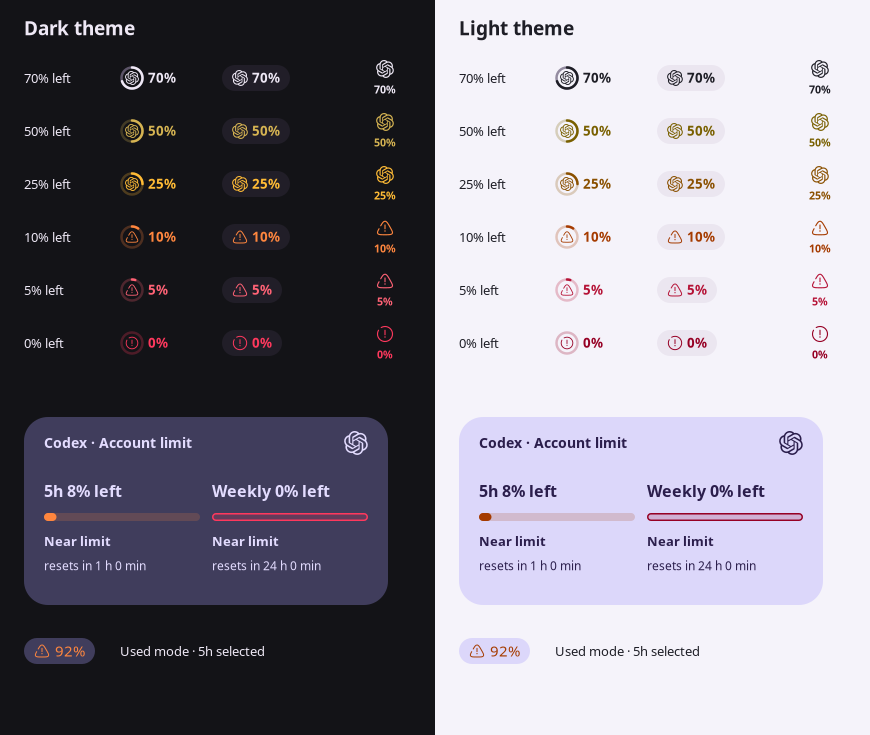 Dark theme
70% left 70% 70% 70%
50% left 50% 50% 50%
25% left 25% 25% 25%
10% left 10% 10% 10%
5% left 5% 5% 5%
0% left 0% 0% 0%
Codex · Account limit
5h 8% left Weekly 0% left
Near limit Near limit
resets in 1 h 0 min resets in 24 h 0 min
92% Used mode · 5h selected
Light theme
70% left 70% 70% 70%
50% left 50% 50% 50%
25% left 25% 25% 25%
10% left 10% 10% 10%
5% left 5% 5% 5%
0% left 0% 0% 0%
Codex · Account limit
5h 8% left Weekly 0% left
Near limit Near limit
resets in 1 h 0 min resets in 24 h 0 min
92% Used mode · 5h selected